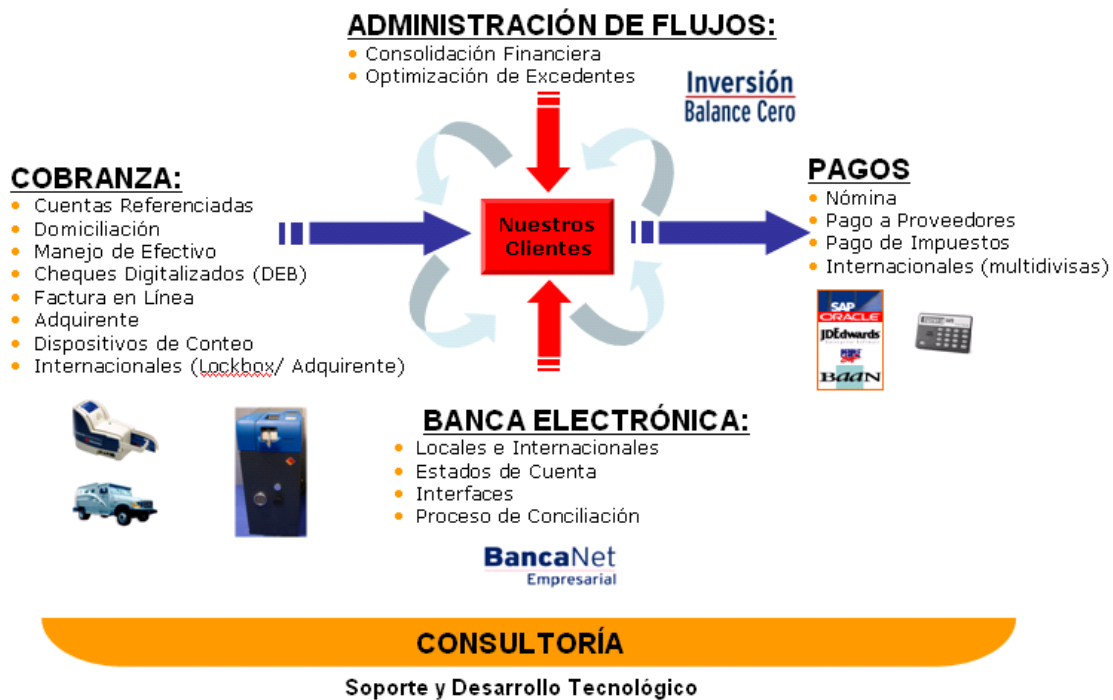 ADMINISTRACIÓN DE FLUJOS:
Consolidación Financiera
Optimización de Excedentes
Inversión
Balance Cero
COBRANZA:
Cuentas Referenciadas
Domiciliación
Manejo de Efectivo
Cheques Digitalizados (DEB)
Factura en Línea
Adquirente
Dispositivos de Conteo
Internacionales (Lockbox/ Adquirente)
Nuestros
Clientes
PAGOS
Nómina
Pago a Proveedores
Pago de Impuestos
Internacionales (multidivisas)
SAP
ORACLE
JDEdwards
BaaN
BANCA ELECTRÓNICA:
Locales e Internacionales
Estados de Cuenta
Interfaces
Proceso de Conciliación
BancaNet
Empresarial
CONSULTORÍA
Soporte y Desarrollo Tecnológico